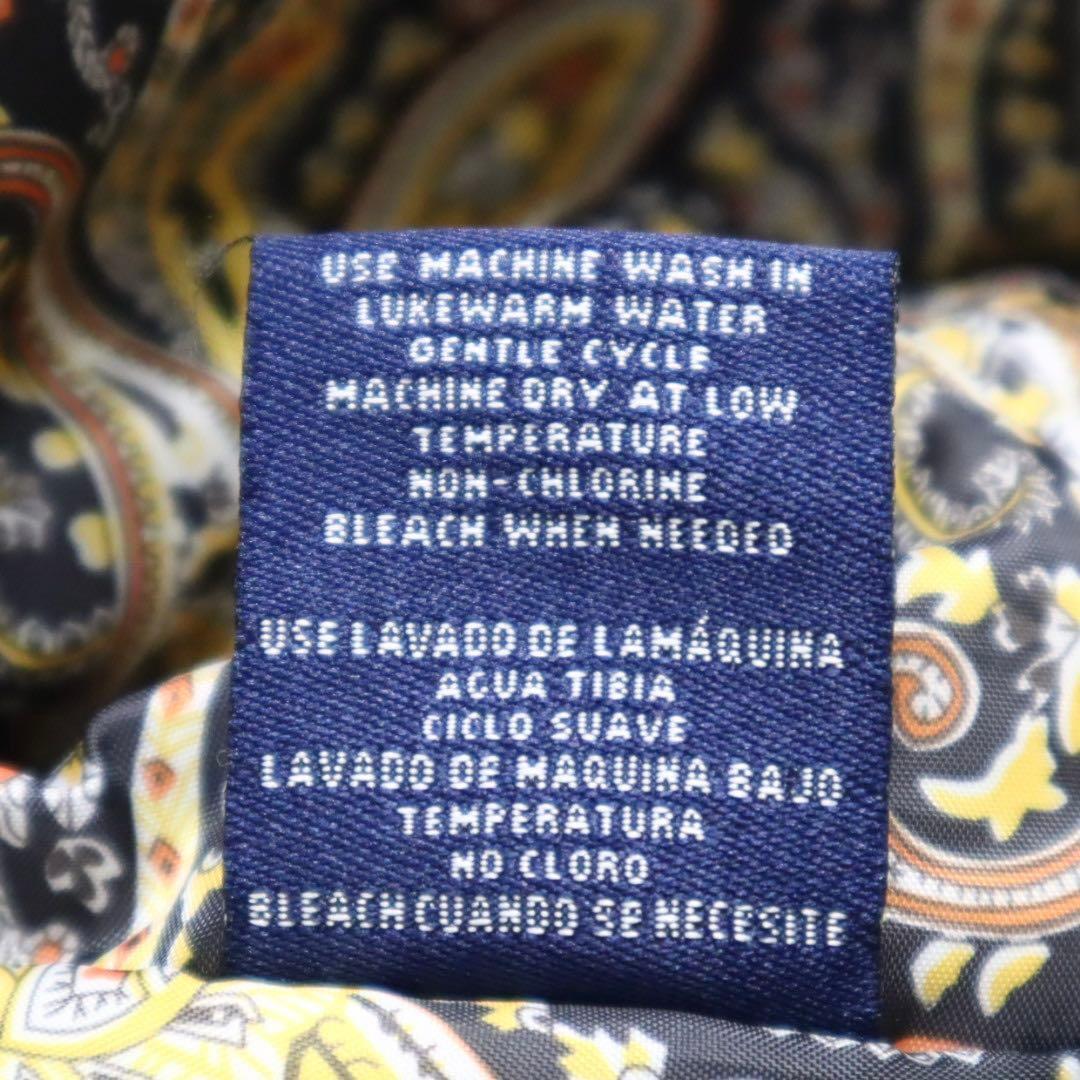 USE MACHINE WASH IN
LUKEWARM WATER
GENTLE CYCLE
MACHINE DRY AT LOW
TEMPERATURE
NON-CHLORINE
BLEACH WHEN NEEDED
USE LAVADO DE LAMÁQUINA
AGUA TIBIA
CICLO SUAVE
LAVADO DE MAQUINA BAJO
TEMPERATURA
NO CLORO
BLEACH CUANDO SE NECESITE